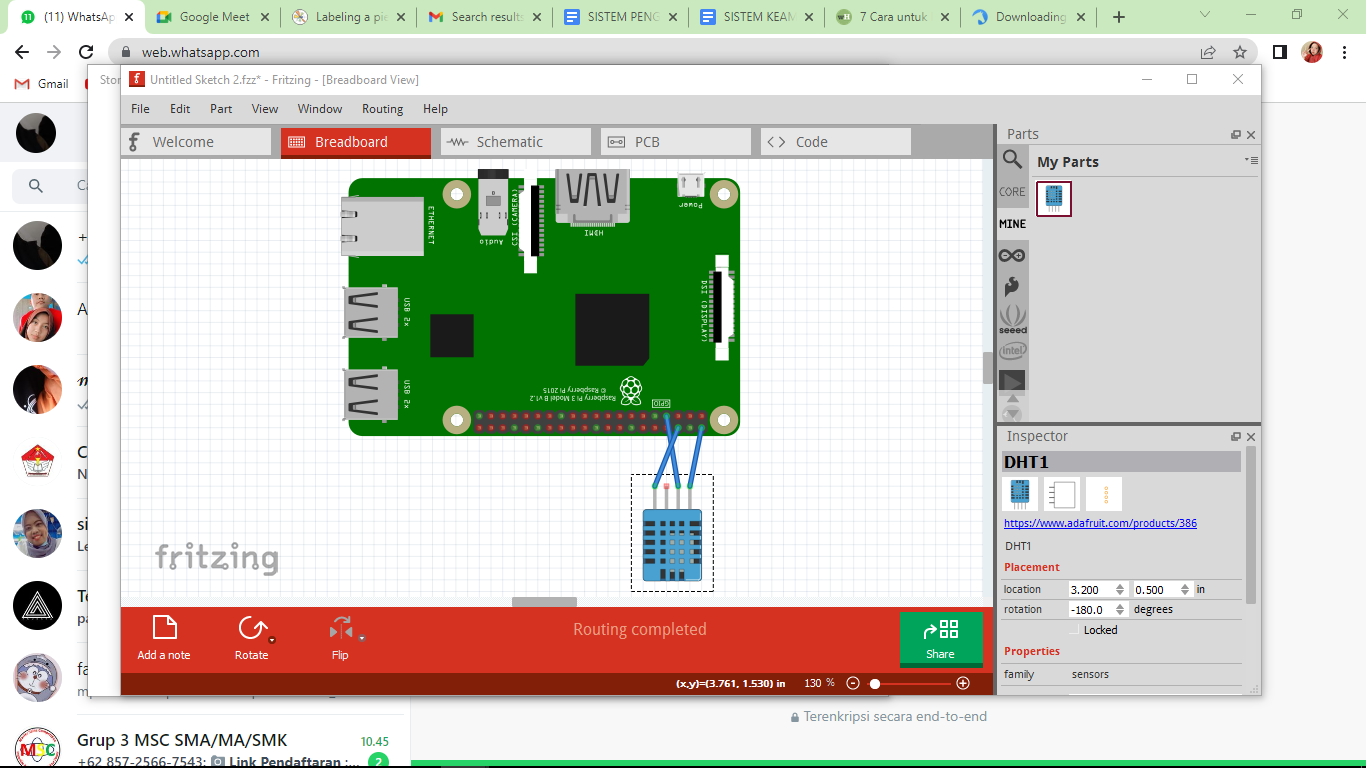 (11) WhatsAp
Google Meet
Labeling a pie
Search results
SISTEM PENG
SISTEM KEAM
7 Cara untuk
Downloading
web.whatsapp.com
Gmail
Stor
Untitled Sketch 2.fzz* - Fritzing - [Breadboard View]
File Edit Part View Window Routing Help
Welcome
Breadboard
Schematic
PCB
Code
Parts
My Parts
CORE
MINE
seeed
intel
ETHERNET
Audio
CSI (CAMERA)
HDMI
Power
DSI (DISPLAY)
USB 2x
USB 2x
GPIO
Raspberry Pi 3 Model B v1.2
© Raspberry Pi 2015
fritzing
Inspector
DHT1
https://www.adafruit.com/products/386
DHT1
Placement
location 3.200 0.500 in
rotation -180.0 degrees
Locked
Properties
family sensors
Add a note
Rotate
Flip
Routing completed
Share
(x,y)=(3.761, 1.530) in 130 %
Terenkripsi secara end-to-end
Grup 3 MSC SMA/MA/SMK 10.45
+62 857-2566-7543: Link Pendaftaran :... 2
MSC